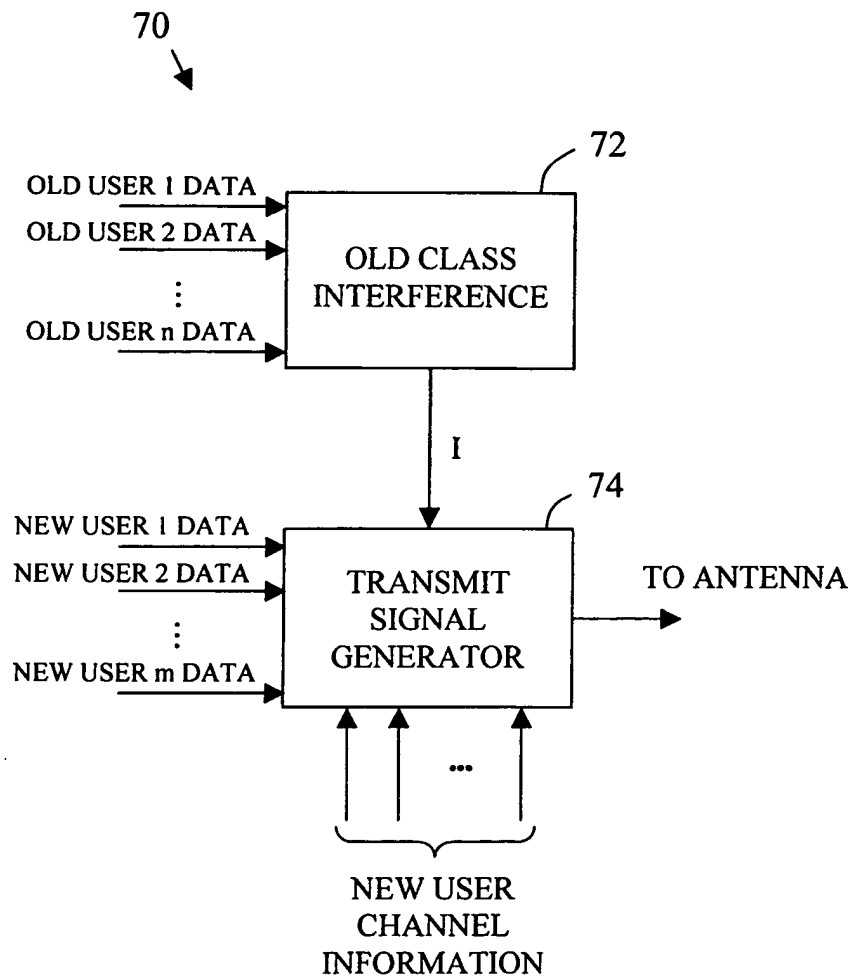 70
72
OLD USER 1 DATA
OLD USER 2 DATA
⋮
OLD USER n DATA
OLD CLASS
INTERFERENCE
I
74
NEW USER 1 DATA
NEW USER 2 DATA
⋮
NEW USER m DATA
TRANSMIT
SIGNAL
GENERATOR
TO ANTENNA
...
NEW USER
CHANNEL
INFORMATION